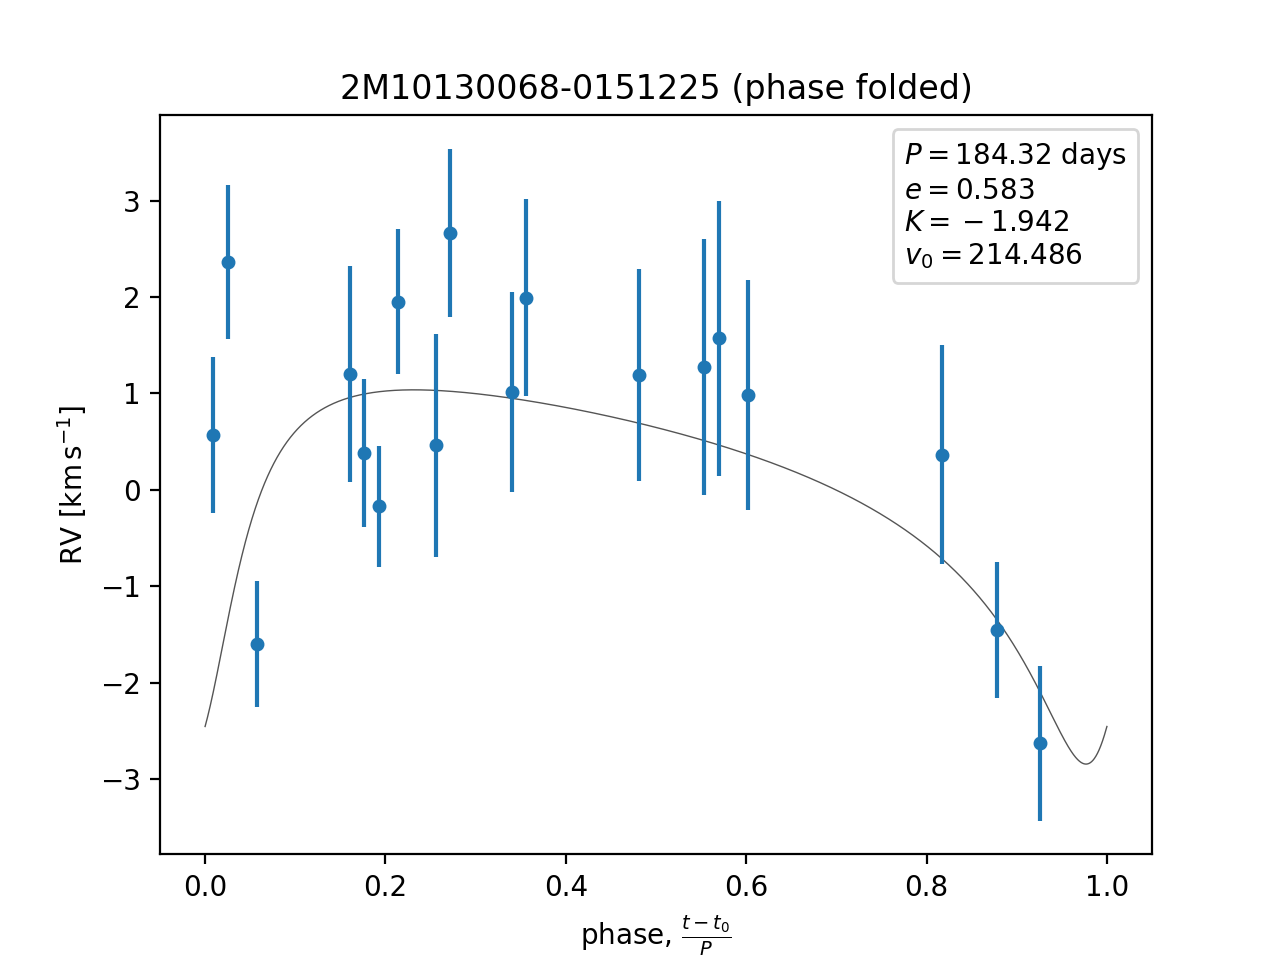 2M10130068-0151225 (phase folded)
P = 184.32 days
e = 0.583
K = −1.942
v₀ = 214.486
RV [km s⁻¹]
3
2
1
0
−1
−2
−3
0.0 0.2 0.4 0.6 0.8 1.0
phase, (t − t₀)/P